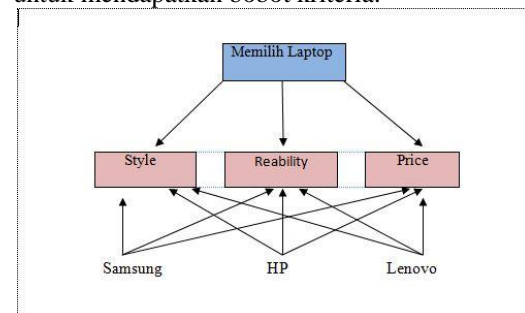 untuk mendapatkan bobot kriteria.
Memilih Laptop
Style Reability Price
Samsung HP Lenovo